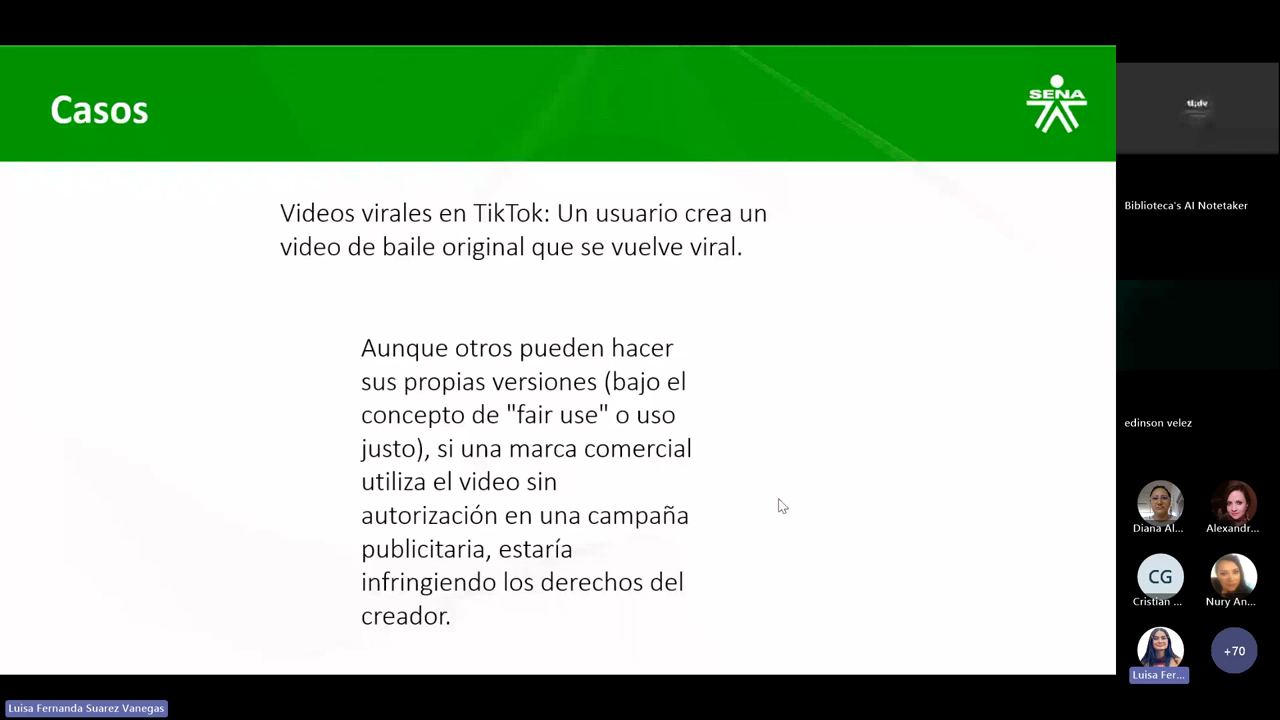 Casos
SENA
Videos virales en TikTok: Un usuario crea un
video de baile original que se vuelve viral.
Aunque otros pueden hacer
sus propias versiones (bajo el
concepto de "fair use" o uso
justo), si una marca comercial
utiliza el video sin
autorización en una campaña
publicitaria, estaría
infringiendo los derechos del
creador.
tl;dv
Biblioteca's AI Notetaker
edinson velez
Diana Al...
Alexandr...
CG
Cristian ...
Nury An...
Luisa Fer...
+70
Luisa Fernanda Suarez Vanegas